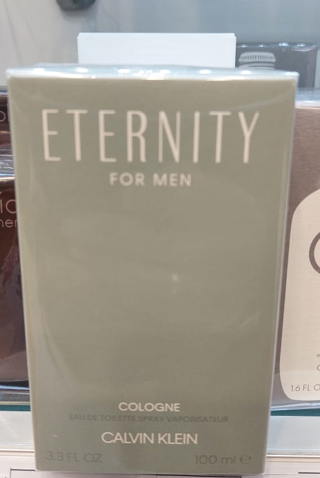 ETERNITY
FOR MEN
COLOGNE
EAU DE TOILETTE SPRAY VAPORISATEUR
CALVIN KLEIN
3.3 FL OZ 100 ml ℮
1.6 FL O